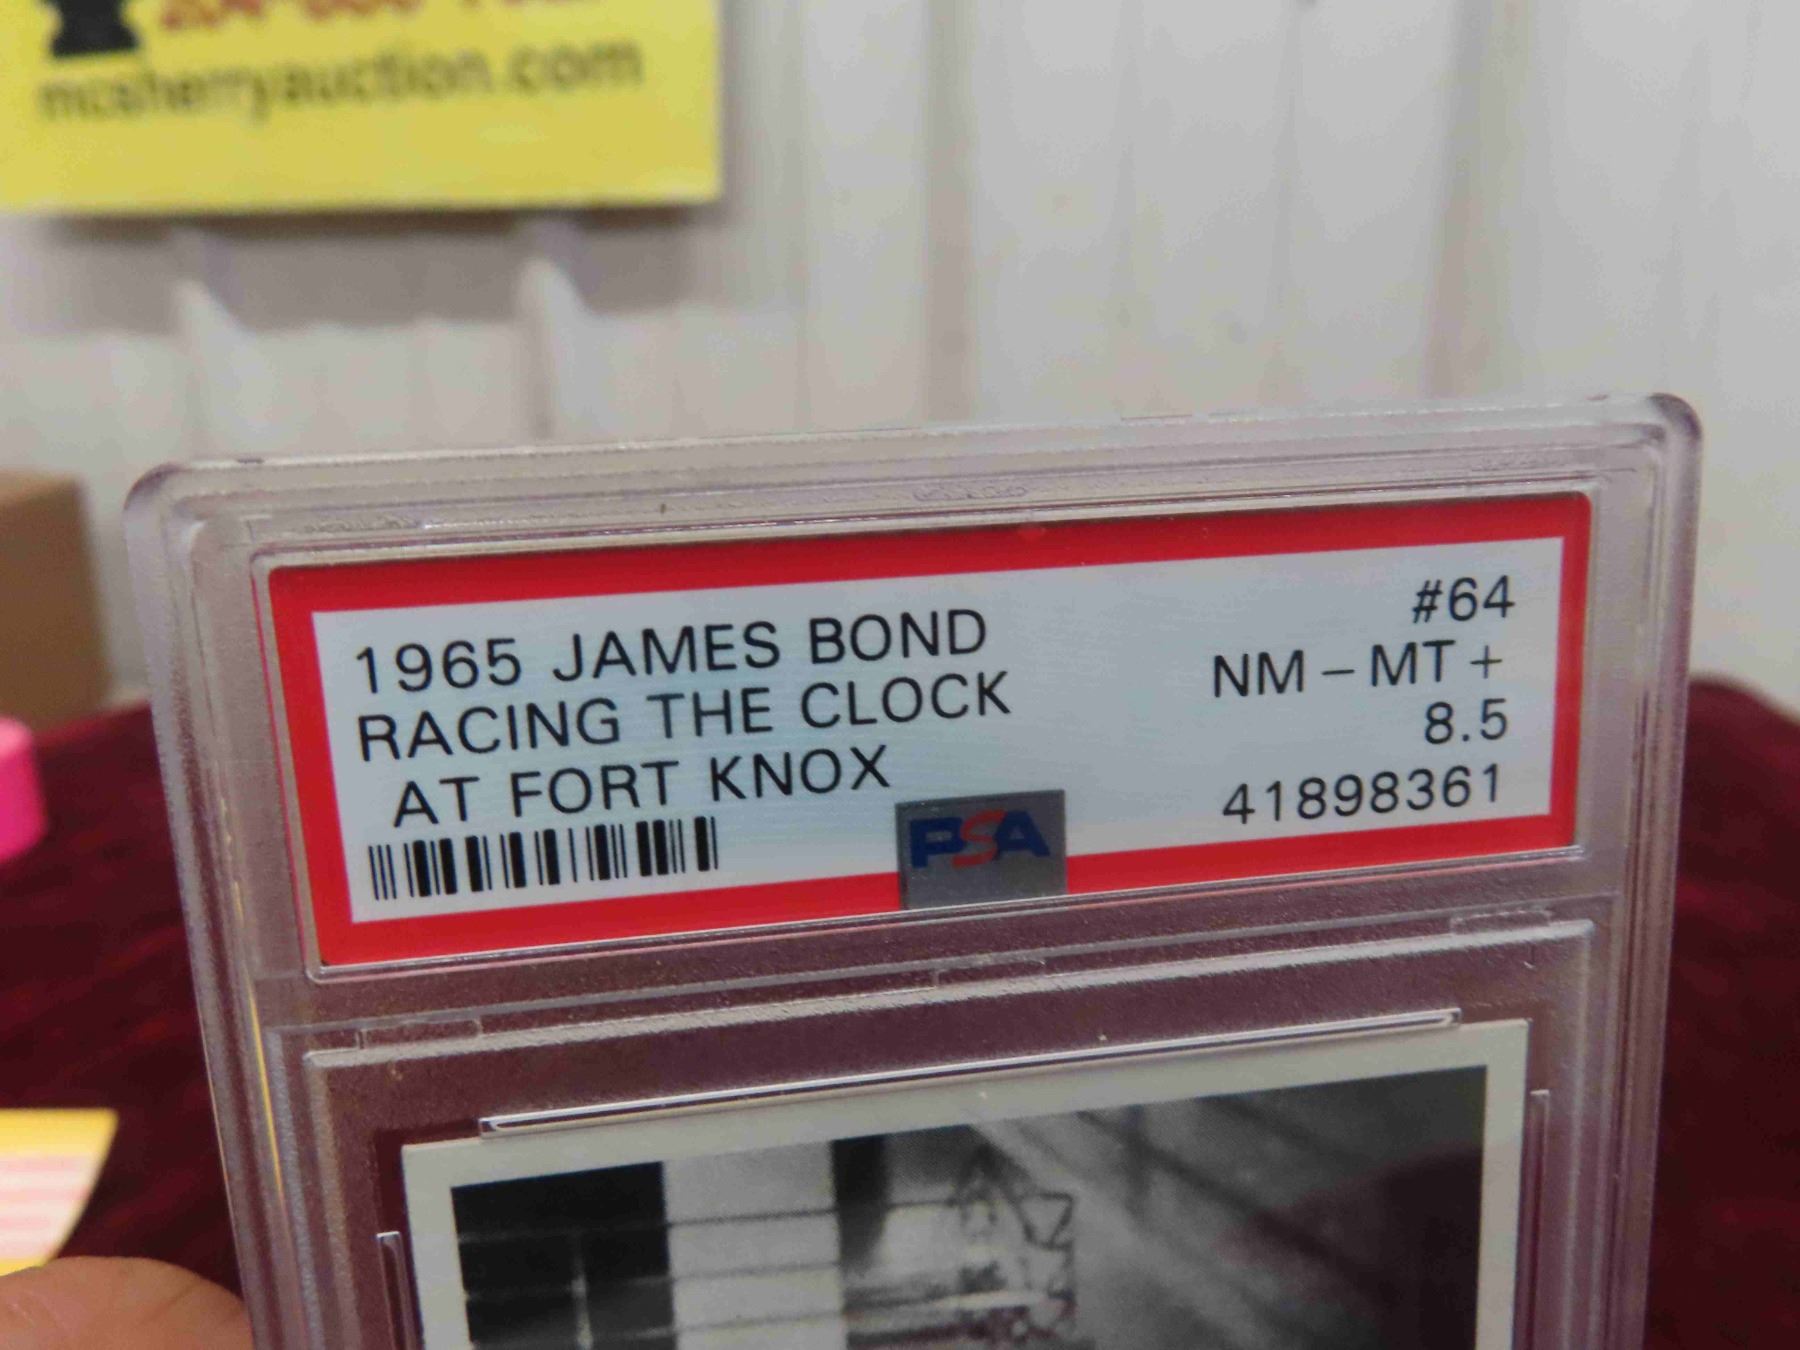 mcsherryauction.com
1965 JAMES BOND
RACING THE CLOCK
AT FORT KNOX
#64
NM - MT +
8.5
41898361
PSA